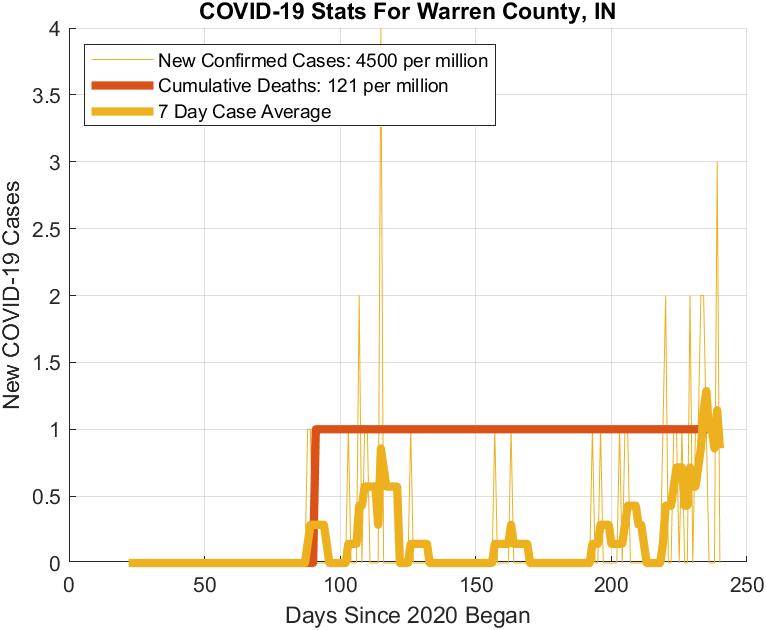 COVID-19 Stats For Warren County, IN
New Confirmed Cases: 4500 per million
Cumulative Deaths: 121 per million
7 Day Case Average
New COVID-19 Cases
4
3.5
3
2.5
2
1.5
1
0.5
0
0 50 100 150 200 250
Days Since 2020 Began